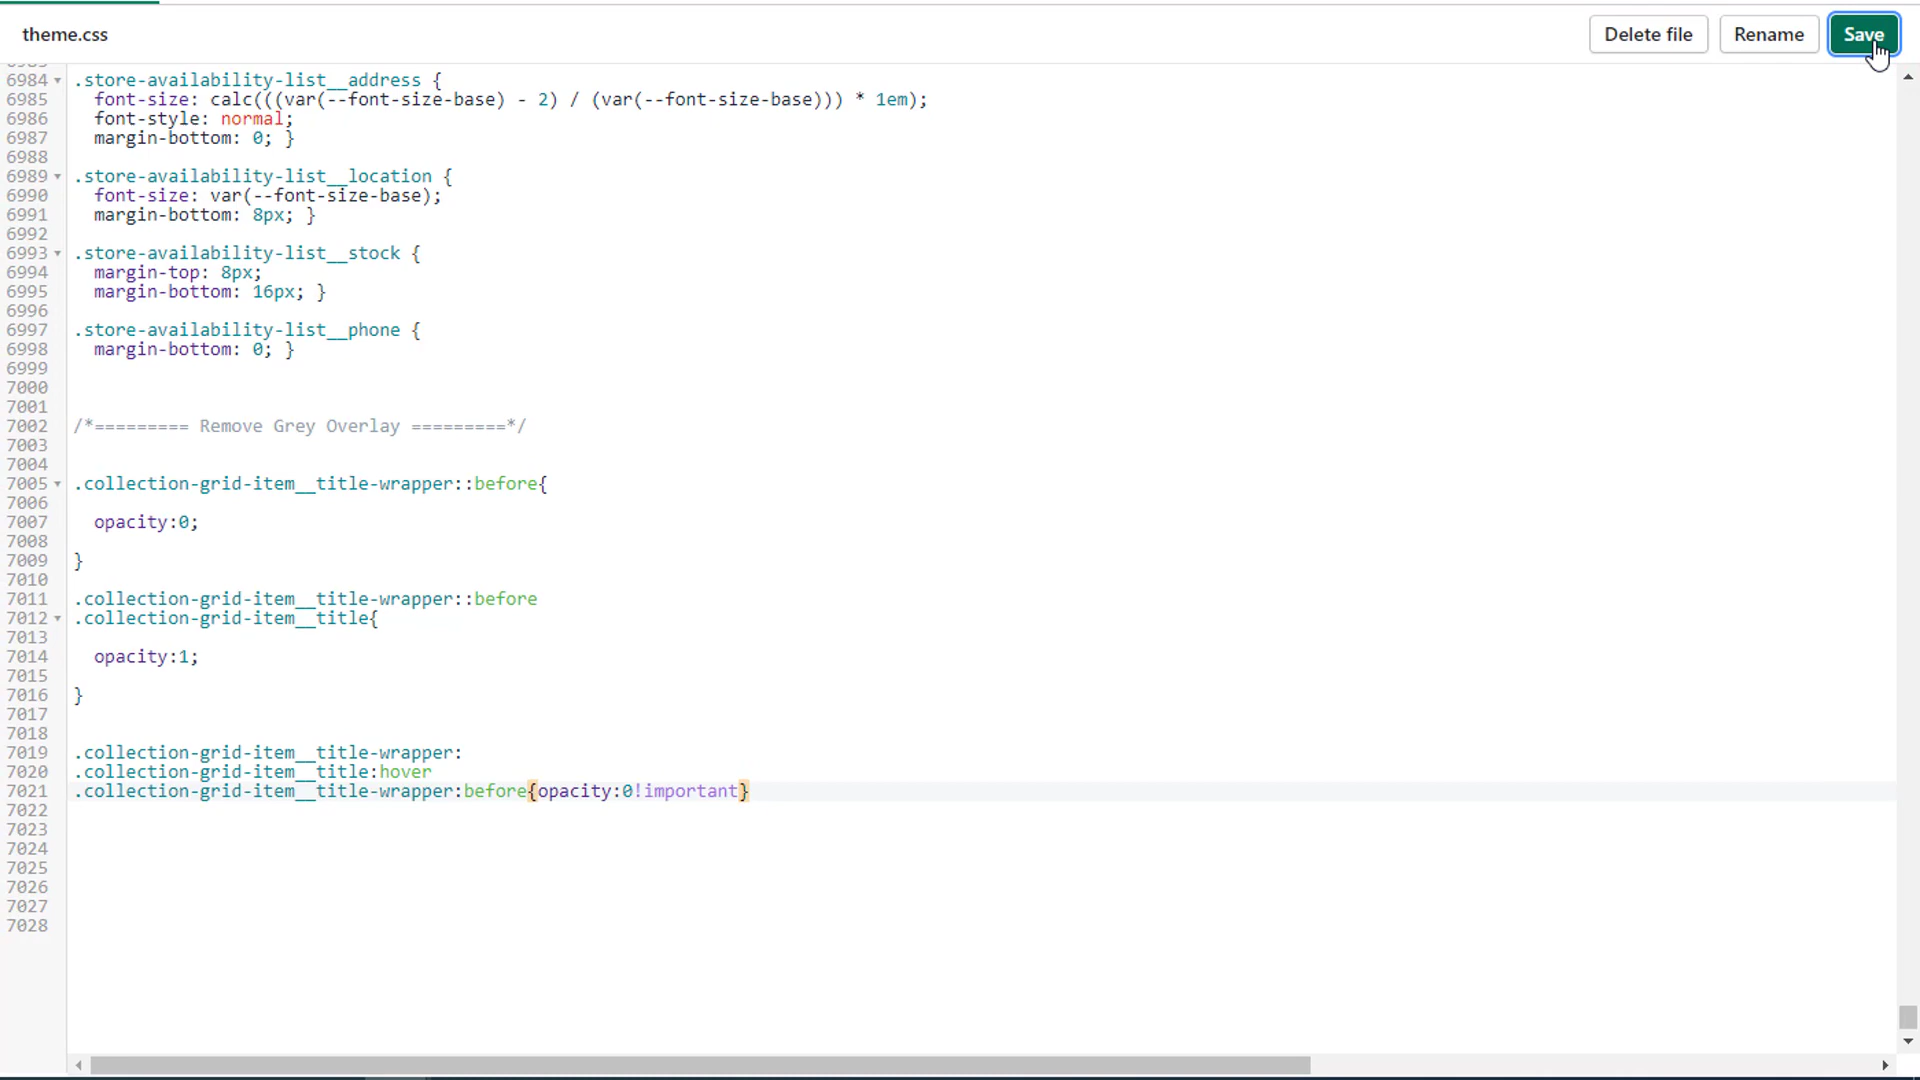 theme.css
Delete file
Rename
Save
6984 .store-availability-list__address {
6985 font-size: calc(((var(--font-size-base) - 2) / (var(--font-size-base))) * 1em);
6986 font-style: normal;
6987 margin-bottom: 0; }
6988
6989 .store-availability-list__location {
6990 font-size: var(--font-size-base);
6991 margin-bottom: 8px; }
6992
6993 .store-availability-list__stock {
6994 margin-top: 8px;
6995 margin-bottom: 16px; }
6996
6997 .store-availability-list__phone {
6998 margin-bottom: 0; }
6999
7000
7001
7002 /*========= Remove Grey Overlay =========*/
7003
7004
7005 .collection-grid-item__title-wrapper::before{
7006
7007 opacity:0;
7008
7009 }
7010
7011 .collection-grid-item__title-wrapper::before
7012 .collection-grid-item__title{
7013
7014 opacity:1;
7015
7016 }
7017
7018
7019 .collection-grid-item__title-wrapper:
7020 .collection-grid-item__title:hover
7021 .collection-grid-item__title-wrapper:before{opacity:0!important}
7022
7023
7024
7025
7026
7027
7028